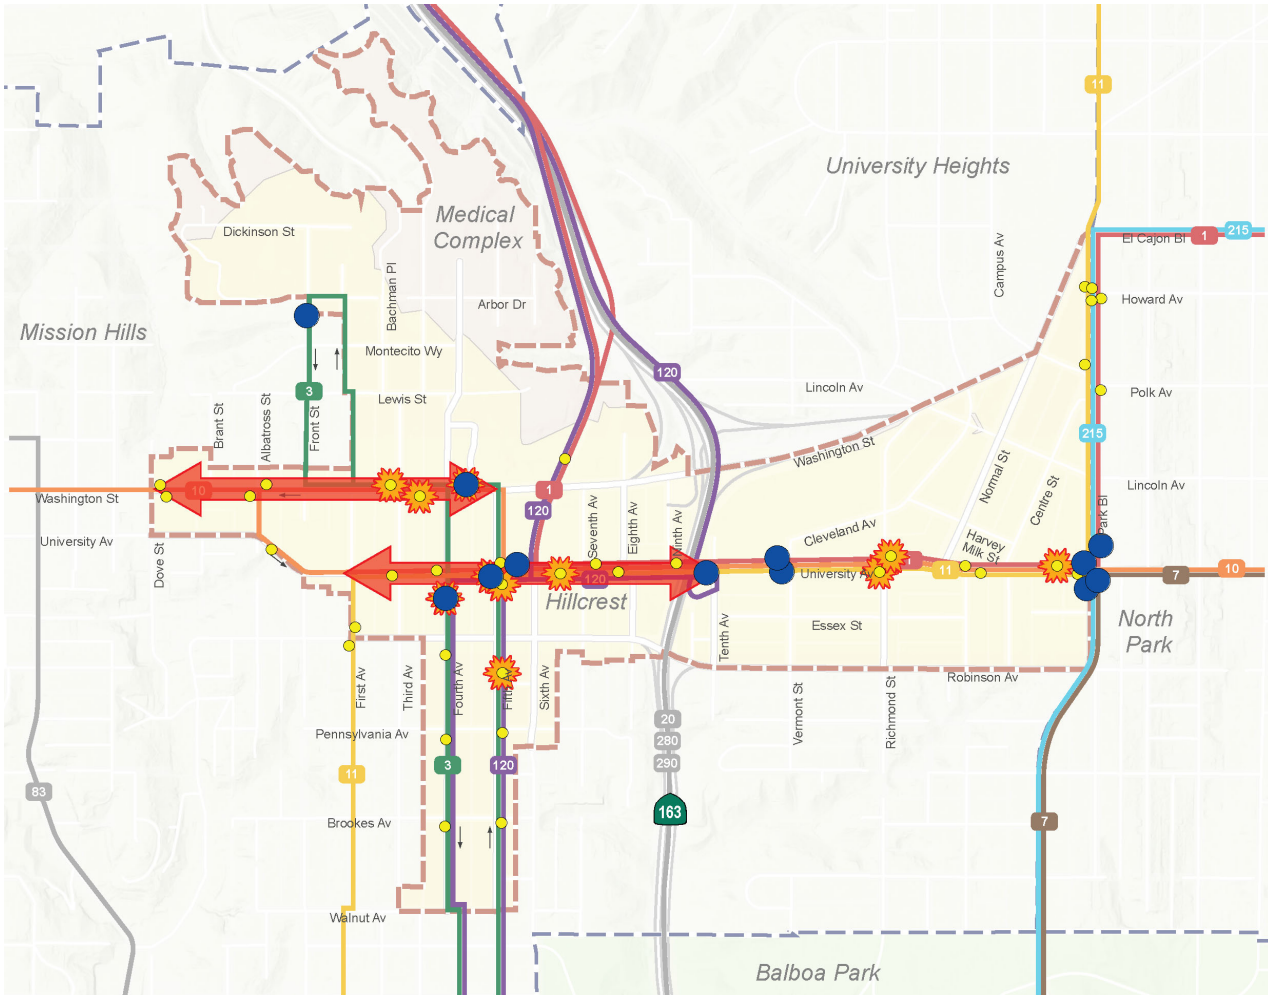 11
University Heights
Medical
Complex
Dickinson St
Campus Av
215
1
El Cajon Bl
Bachman Pl
Arbor Dr
Howard Av
Mission Hills
Montecito Wy
120
Lincoln Av
3
Lewis St
Polk Av
Brant St
Albatross St
Front St
215
Washington St
Normal St
Centre St
Lincoln Av
10
1
Washington St
120
Seventh Av
Eighth Av
Ninth Av
Park Bl
Cleveland Av
Harvey
Milk St
University Av
Dove St
120
University A
11
10
7
Hillcrest
Essex St
North
Park
Tenth Av
First Av
Third Av
Fourth Av
Fifth Av
Sixth Av
Robinson Av
Vermont St
Richmond St
20
280
290
Pennsylvania Av
11
3
120
83
163
Brookes Av
7
Walnut Av
Balboa Park